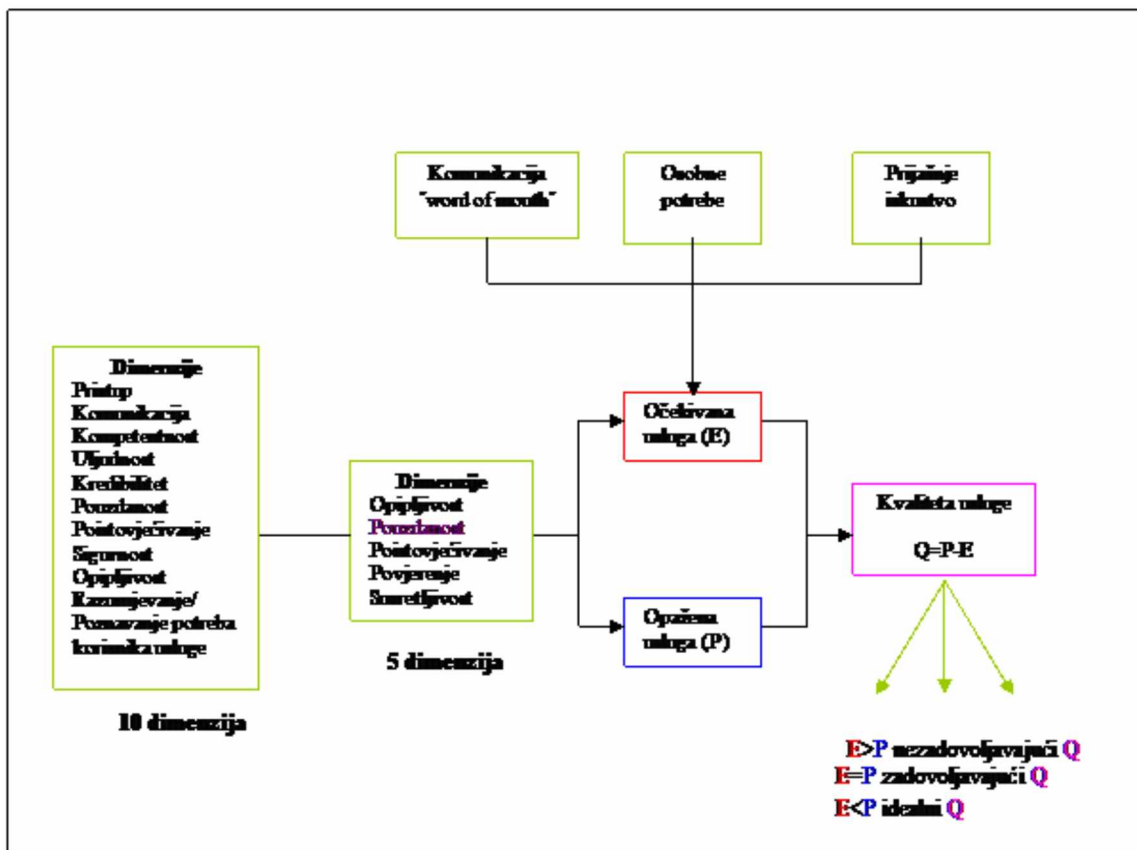 Komunikacija
"word of mouth"
Osobne
potrebe
Prijašnje
iskustvo
Dimenzije
Pristup
Komunikacija
Kompetentnost
Uljudnost
Kredibilitet
Pouzdanost
Poistovjećivanje
Sigurnost
Opipljivost
Razumijevanje/
Poznavanje potreba
korisnika usluge
10 dimenzija
Dimenzije
Opipljivost
Pouzdanost
Poistovjećivanje
Povjerenje
Susretljivost
5 dimenzija
Očekivana
usluga (E)
Opažena
usluga (P)
Kvaliteta usluge
Q=P-E
E>P nezadovoljavajući Q
E=P zadovoljavajući Q
E<P idealni Q